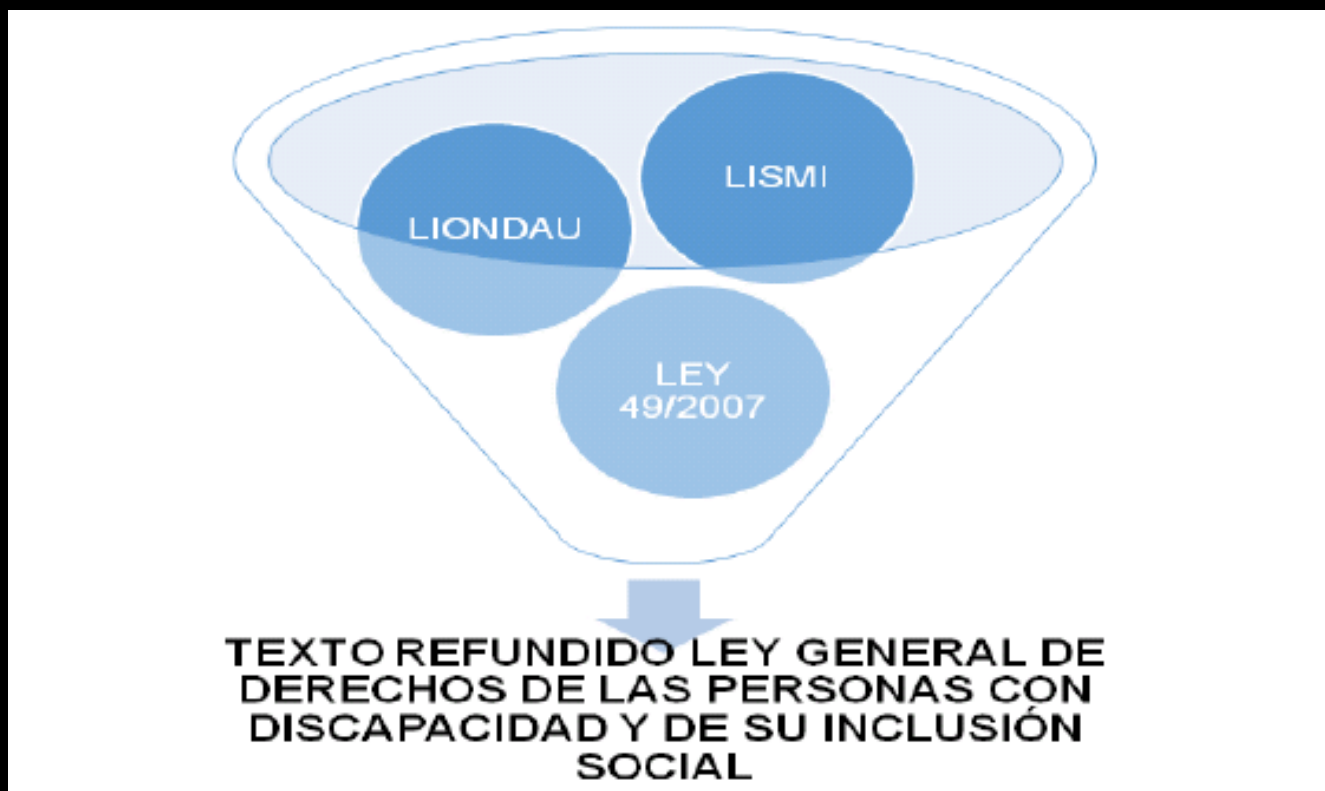 LISMI
LIONDAU
LEY
49/2007
TEXTO REFUNDIDO LEY GENERAL DE
DERECHOS DE LAS PERSONAS CON
DISCAPACIDAD Y DE SU INCLUSIÓN
SOCIAL